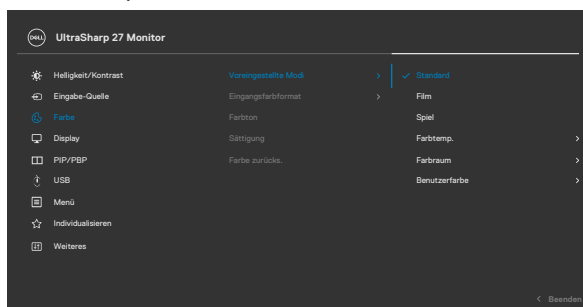 DELL UltraSharp 27 Monitor
Helligkeit/Kontrast Voreingestellte Modi Standard
Eingabe-Quelle Eingangsfarbformat Film
Farbe Farbton Spiel
Display Sättigung Farbtemp.
PIP/PBP Farbe zurücks. Farbraum
USB Benutzerfarbe
Menü
Individualisieren
Weiteres
Beenden